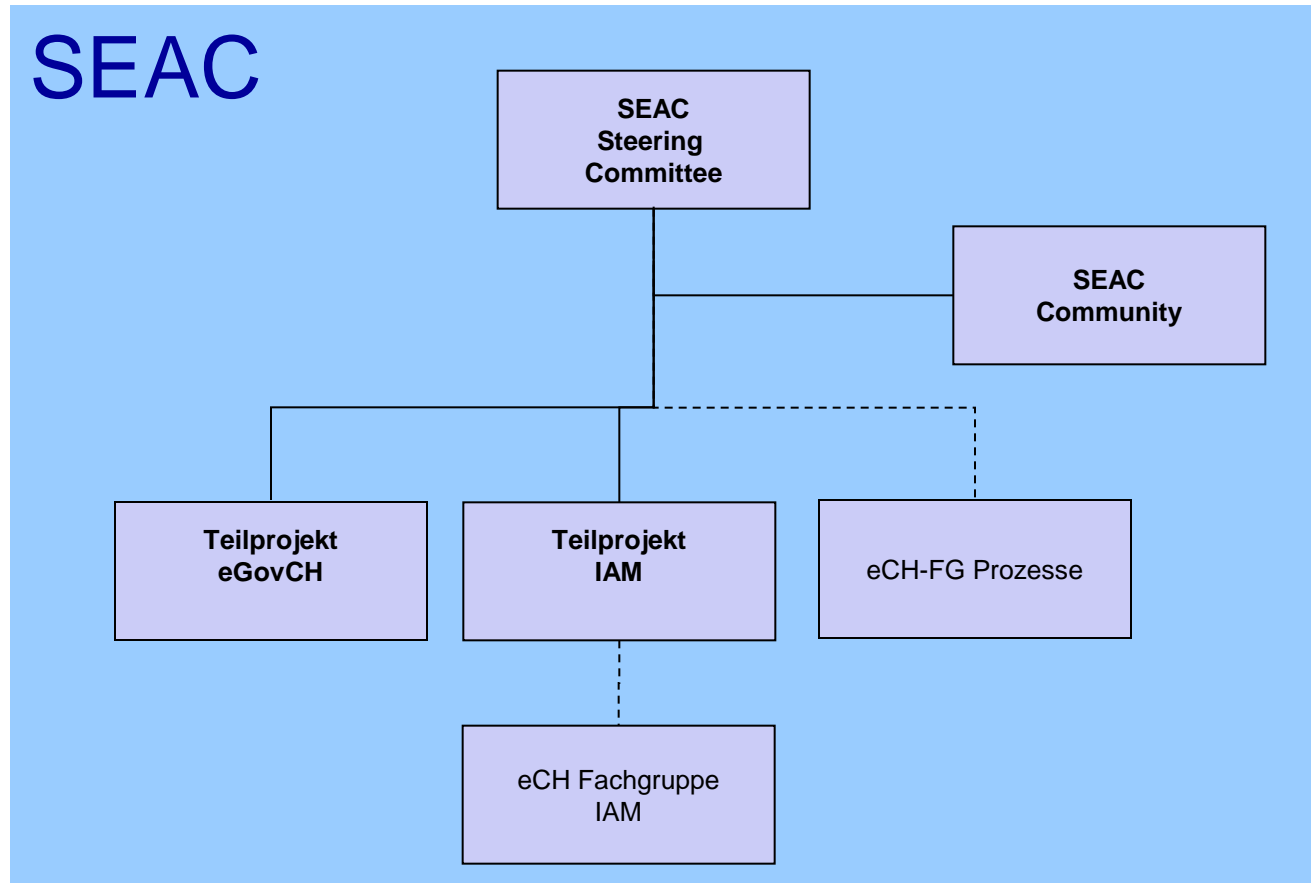 SEAC
SEAC
Steering
Committee
SEAC
Community
Teilprojekt
eGovCH
Teilprojekt
IAM
eCH-FG Prozesse
eCH Fachgruppe
IAM